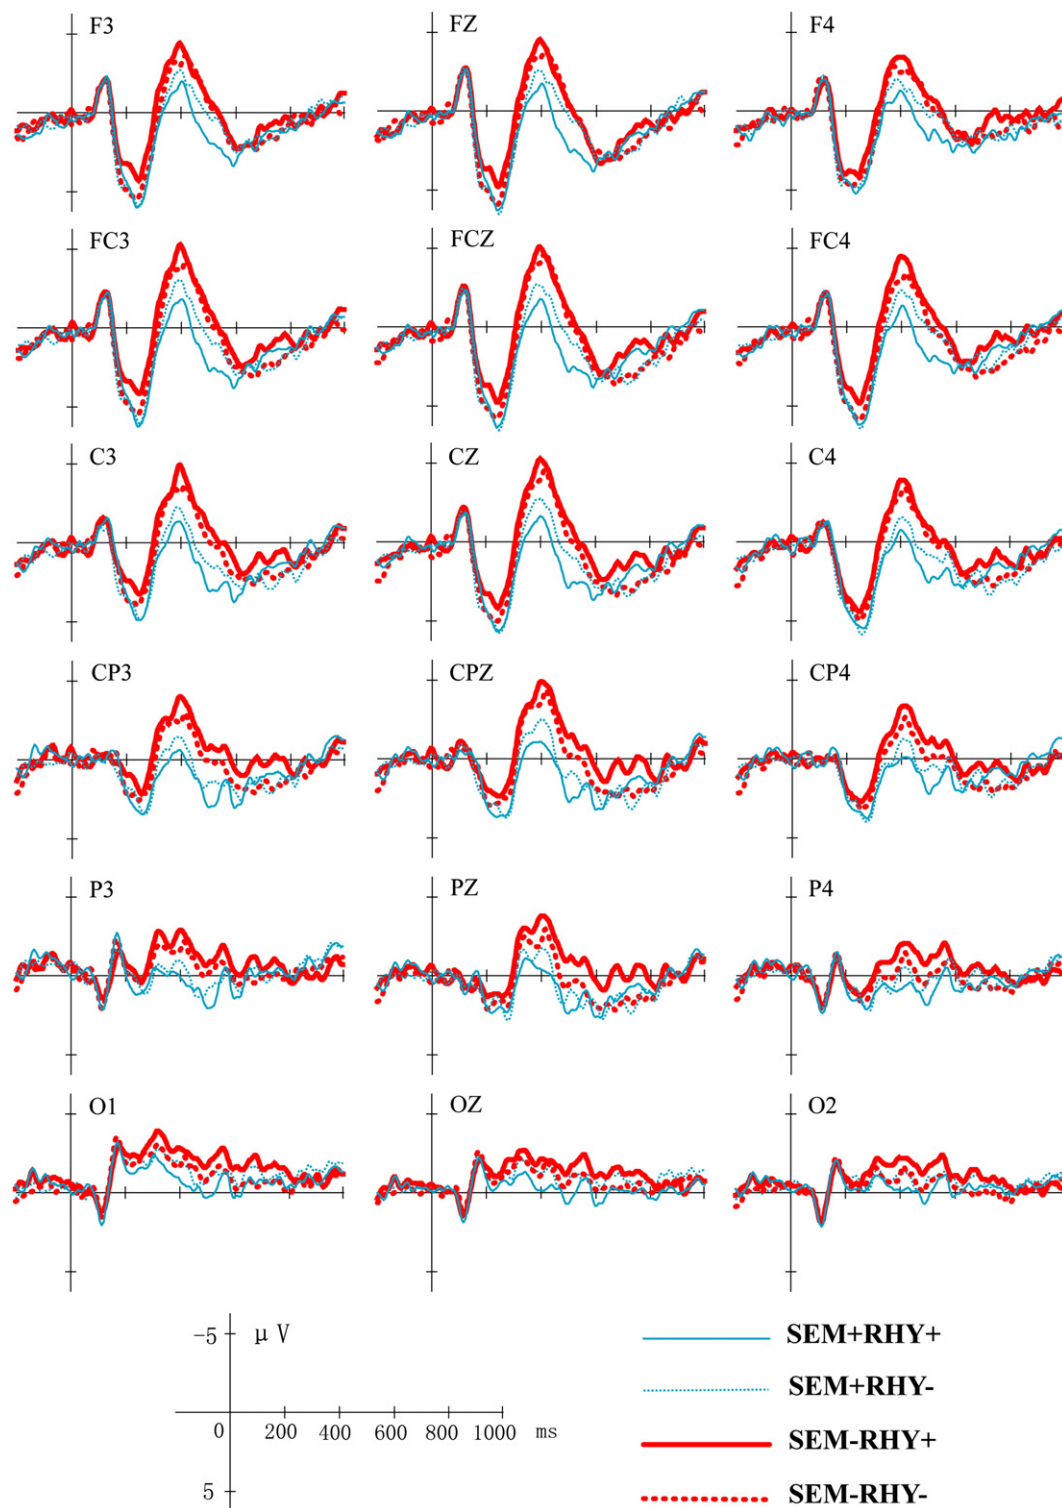 F3 FZ F4
FC3 FCZ FC4
C3 CZ C4
CP3 CPZ CP4
P3 PZ P4
O1 OZ O2
-5 μV
0 200 400 600 800 1000 ms
5
SEM+RHY+
SEM+RHY-
SEM-RHY+
SEM-RHY-